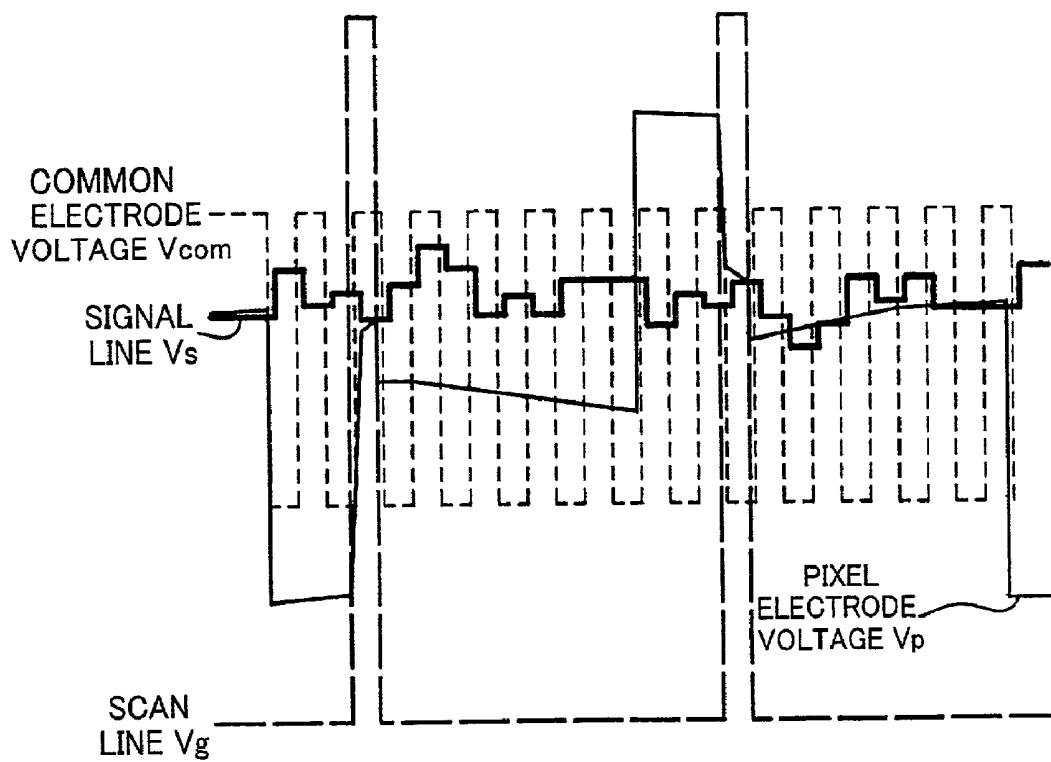 COMMON
ELECTRODE
VOLTAGE Vcom
SIGNAL
LINE Vs
PIXEL
ELECTRODE
VOLTAGE Vp
SCAN
LINE Vg